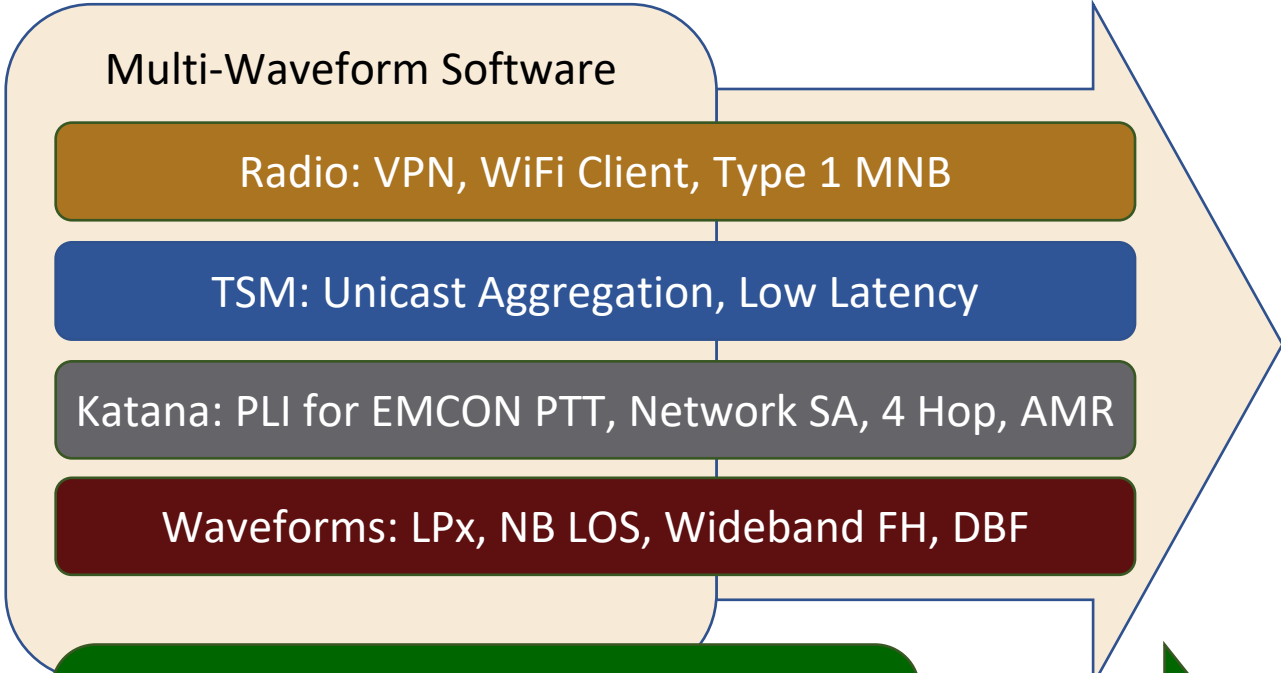 Multi-Waveform Software
Radio: VPN, WiFi Client, Type 1 MNB
TSM: Unicast Aggregation, Low Latency
Katana: PLI for EMCON PTT, Network SA, 4 Hop, AMR
Waveforms: LPx, NB LOS, Wideband FH, DBF